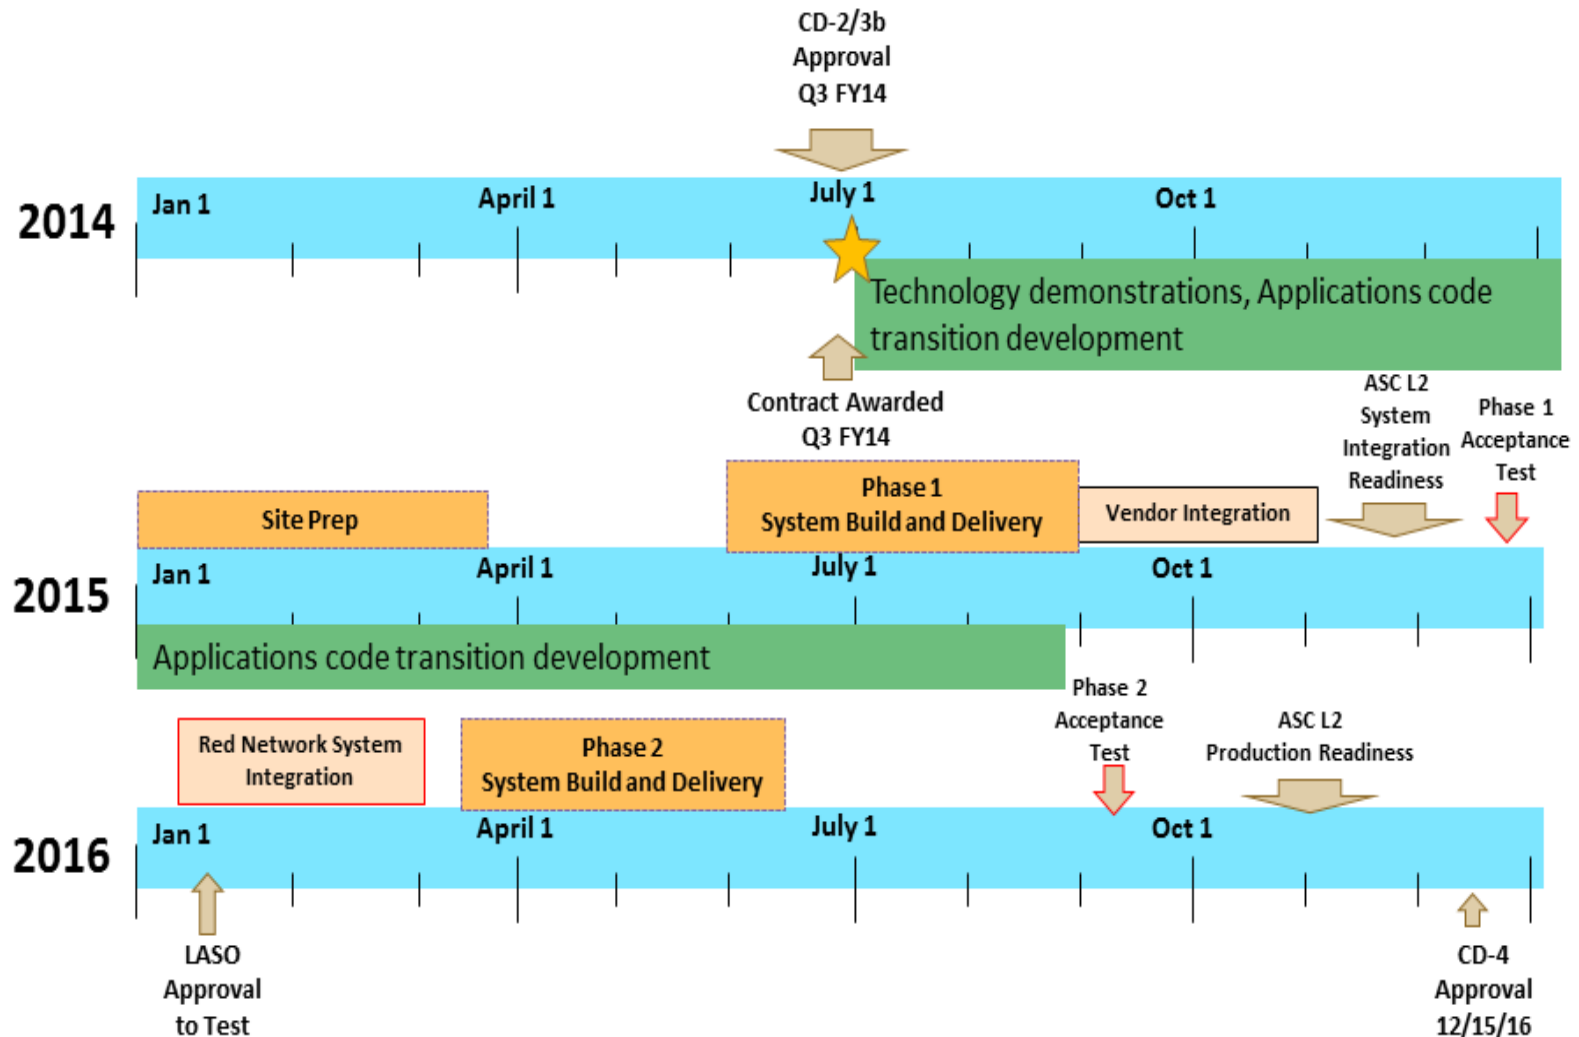 CD-2/3b
Approval
Q3 FY14
2014
Jan 1
April 1
July 1
Oct 1
Technology demonstrations, Applications code
transition development
Contract Awarded
Q3 FY14
ASC L2
System
Integration
Readiness
Phase 1
Acceptance
Test
Site Prep
Phase 1
System Build and Delivery
Vendor Integration
2015
Jan 1
April 1
July 1
Oct 1
Applications code transition development
Phase 2
Acceptance
Test
ASC L2
Production Readiness
Red Network System
Integration
Phase 2
System Build and Delivery
2016
Jan 1
April 1
July 1
Oct 1
LASO
Approval
to Test
CD-4
Approval
12/15/16